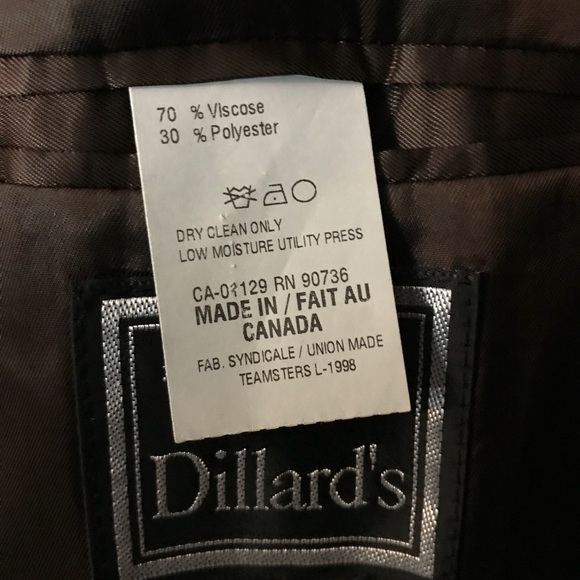 70 % Viscose
30 % Polyester
DRY CLEAN ONLY
LOW MOISTURE UTILITY PRESS
CA-01129 RN 90736
MADE IN / FAIT AU
CANADA
FAB. SYNDICALE / UNION MADE
TEAMSTERS L-1998
Dillard's